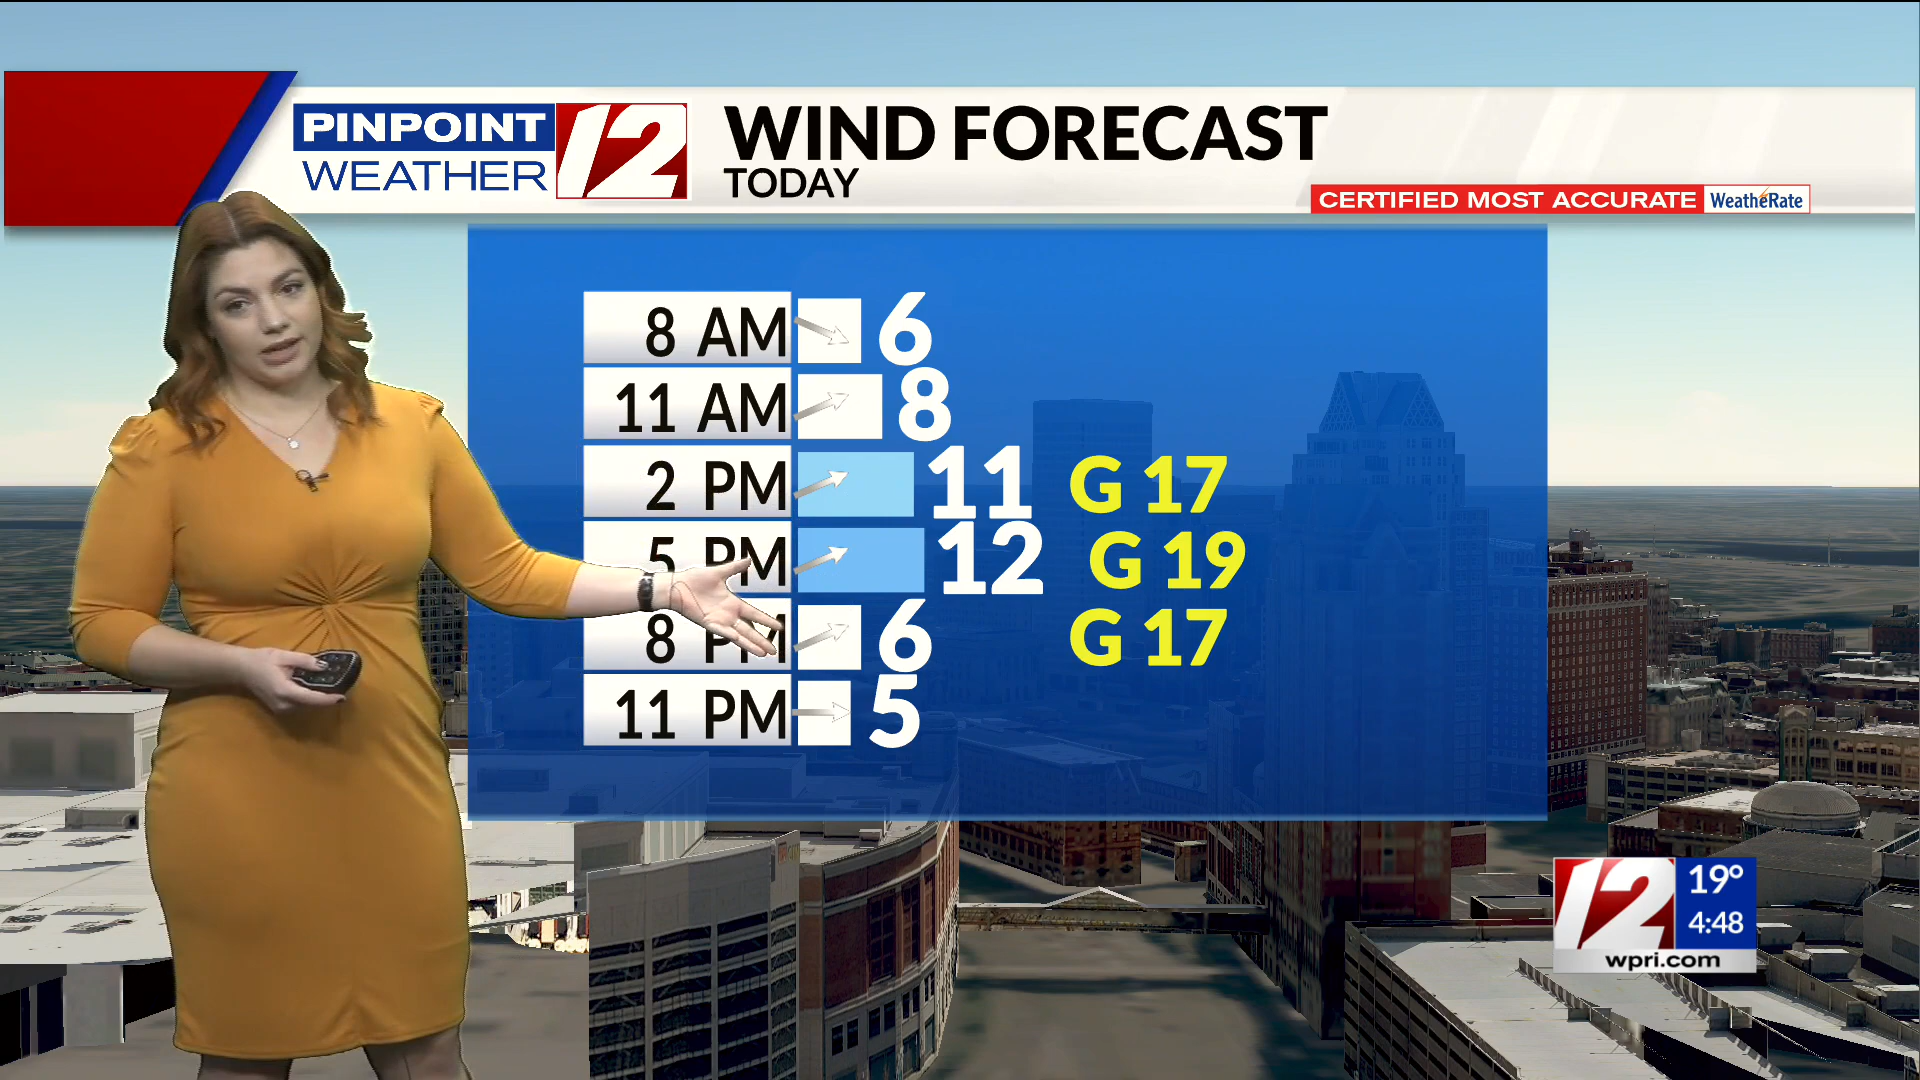 PINPOINT
WEATHER
12
WIND FORECAST
TODAY
CERTIFIED MOST ACCURATE WeatheRate
8 AM 6
11 AM 8
2 PM 11 G 17
5 PM 12 G 19
8 PM 6 G 17
11 PM 5
12
19°
4:48
wpri.com